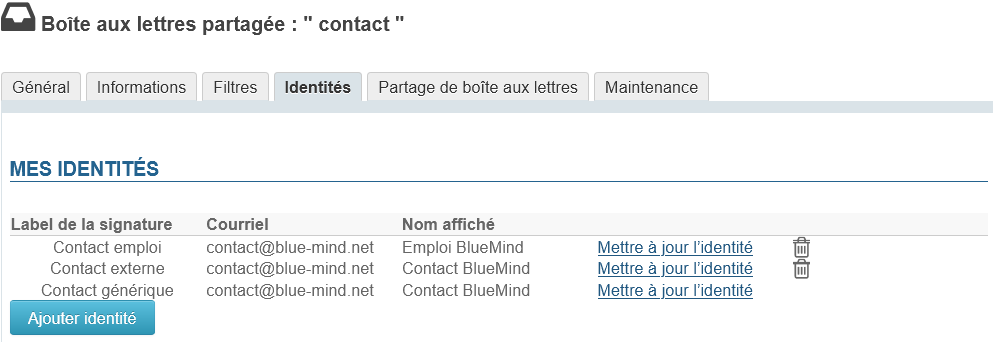 Boîte aux lettres partagée : " contact "
Général Informations Filtres Identités Partage de boîte aux lettres Maintenance
MES IDENTITÉS
Label de la signature Courriel Nom affiché
Contact emploi contact@blue-mind.net Emploi BlueMind Mettre à jour l’identité
Contact externe contact@blue-mind.net Contact BlueMind Mettre à jour l’identité
Contact générique contact@blue-mind.net Contact BlueMind Mettre à jour l’identité
Ajouter identité